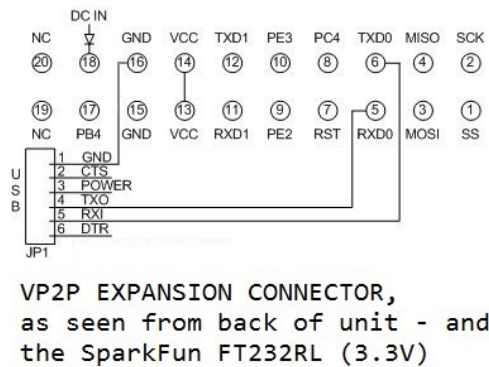 DC IN
NC GND VCC TXD1 PE3 PC4 TXD0 MISO SCK
20 18 16 14 12 10 8 6 4 2
19 17 15 13 11 9 7 5 3 1
NC PB4 GND VCC RXD1 PE2 RST RXD0 MOSI SS
USB
1 GND
2 CTS
3 POWER
4 TXO
5 RXI
6 DTR
JP1
VP2P EXPANSION CONNECTOR,
as seen from back of unit - and
the SparkFun FT232RL (3.3V)